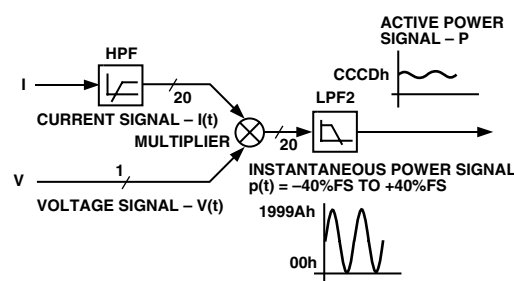 ACTIVE POWER
SIGNAL – P
HPF
CCCDh
I
20
LPF2
CURRENT SIGNAL – I(t)
MULTIPLIER
20
INSTANTANEOUS POWER SIGNAL
p(t) = –40%FS TO +40%FS
V
1
VOLTAGE SIGNAL – V(t)
1999Ah
00h